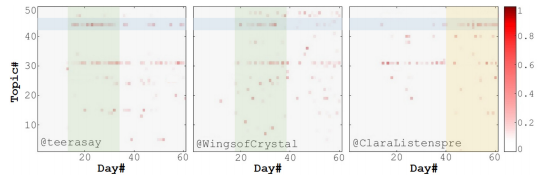 50
40
30
20
10
Topic#
@teerasay
@WingsofCrystal
@ClaraListenspre
20 40 60
20 40 60
20 40 60
Day#
Day#
Day#
1
0.8
0.6
0.4
0.2
0